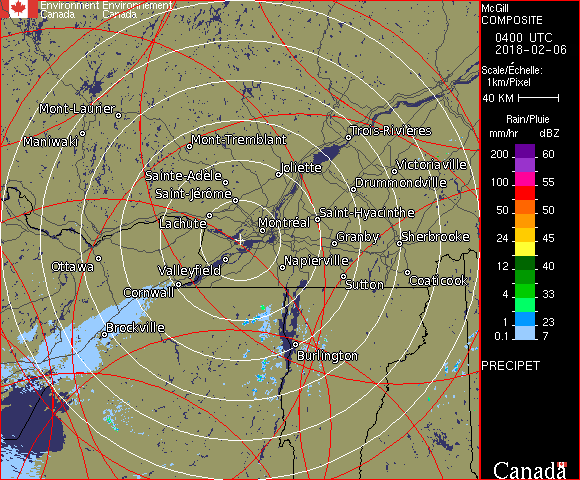 Environment Environnement
Canada Canada
McGill
COMPOSITE
0400 UTC
2018-02-06
Scale/Échelle:
1km/Pixel
40 KM
Rain/Pluie
mm/hr dBZ
200 60
100 55
50 50
24 45
12 40
4 33
1 23
0.1 7
PRECIPET
Canada
Mont-Laurier
Trois-Rivières
Maniwaki
Mont-Tremblant
Victoriaville
Joliette
Sainte-Adèle
Drummondville
Saint-Jérôme
Saint-Hyacinthe
Lachute
Montréal
Granby
Sherbrooke
Ottawa
Valleyfield
Napierville
Coaticook
Sutton
Cornwall
Brockville
Burlington